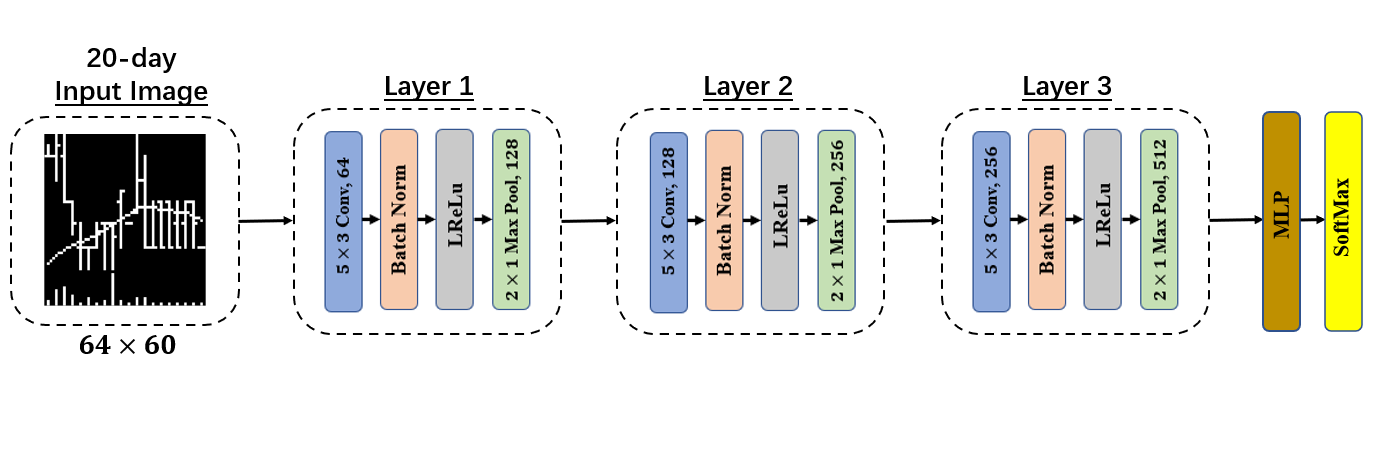 20-day
Input Image
64 × 60
Layer 1
5 × 3 Conv, 64
Batch Norm
LReLu
2 × 1 Max Pool, 128
Layer 2
5 × 3 Conv, 128
Batch Norm
LReLu
2 × 1 Max Pool, 256
Layer 3
5 × 3 Conv, 256
Batch Norm
LReLu
2 × 1 Max Pool, 512
MLP
SoftMax